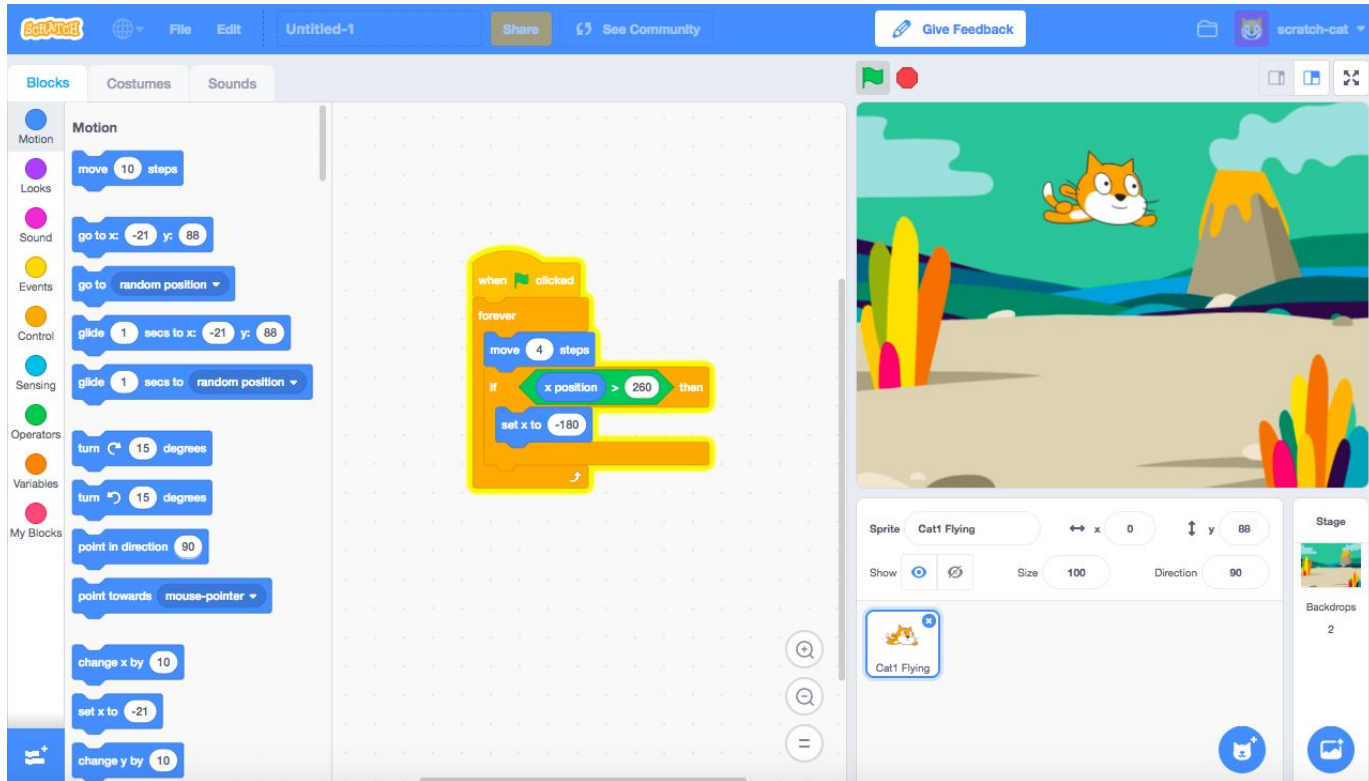 SCRATCH File Edit Untitled-1 Share See Community Give Feedback scratch-cat
Blocks Costumes Sounds
Motion
Looks
Sound
Events
Control
Sensing
Operators
Variables
My Blocks
Motion
move 10 steps
go to x: -21 y: 88
go to random position
glide 1 secs to x: -21 y: 88
glide 1 secs to random position
turn 15 degrees
turn 15 degrees
point in direction 90
point towards mouse-pointer
change x by 10
set x to -21
change y by 10
when clicked
forever
move 4 steps
if x position > 260 then
set x to -180
Sprite Cat1 Flying x 0 y 88
Show Size 100 Direction 90
Cat1 Flying
Stage
Backdrops
2